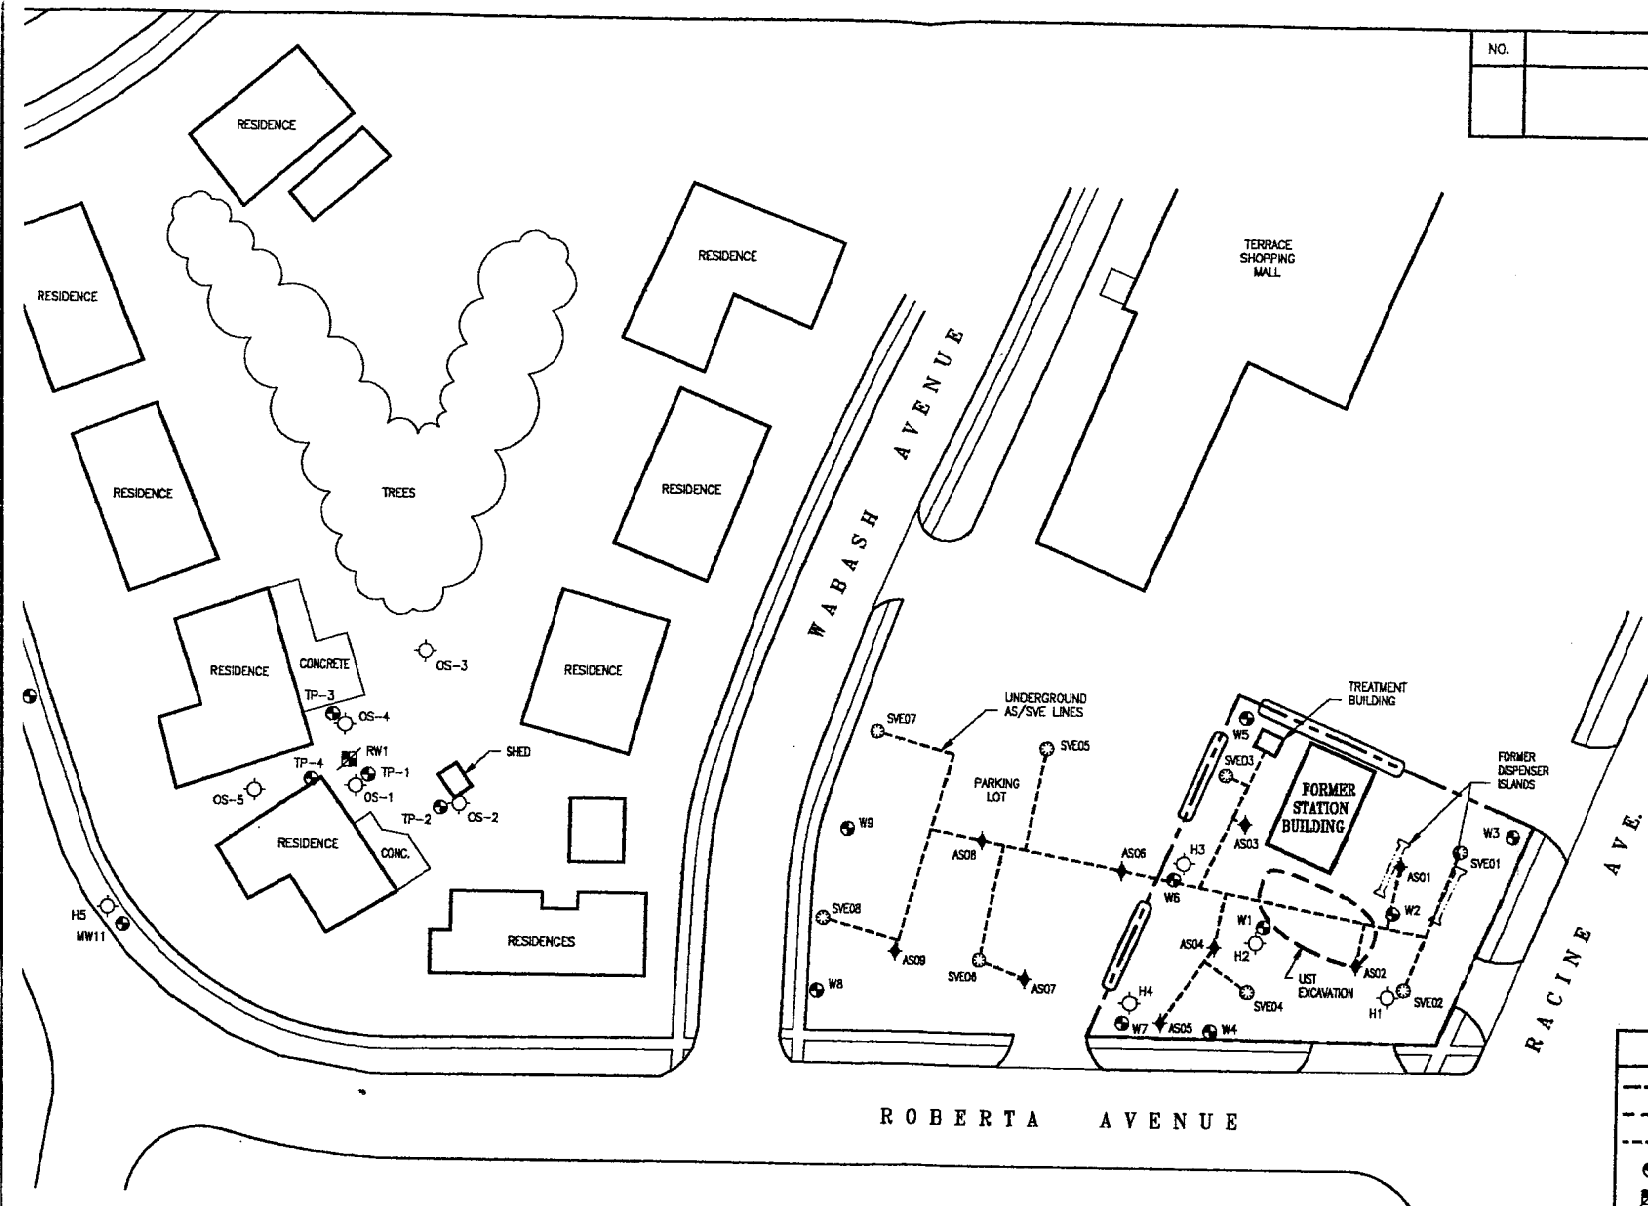 NO.
RESIDENCE
RESIDENCE
RESIDENCE
TERRACE
SHOPPING
MALL
RESIDENCE
TREES
RESIDENCE
WABASH AVENUE
RESIDENCE
CONCRETE
RESIDENCE
OS-3
TP-3
OS-4
RW1
TP-4
TP-1
SHED
OS-5
OS-1
TP-2
OS-2
RESIDENCE
CONC.
H5
MW11
RESIDENCES
UNDERGROUND
AS/SVE LINES
SVE07
SVE05
PARKING
LOT
W9
AS08
AS06
SVE08
AS09
SVE06
AS07
W8
TREATMENT
BUILDING
W5
SVE03
FORMER
STATION
BUILDING
FORMER
DISPENSER
ISLANDS
AS03
W3
H3
SVE01
AS01
W6
W2
W1
AS04
H2
AS02
UST
EXCAVATION
SVE04
SVE02
H1
H4
W7
AS05
W4
RACINE AVE.
ROBERTA AVENUE